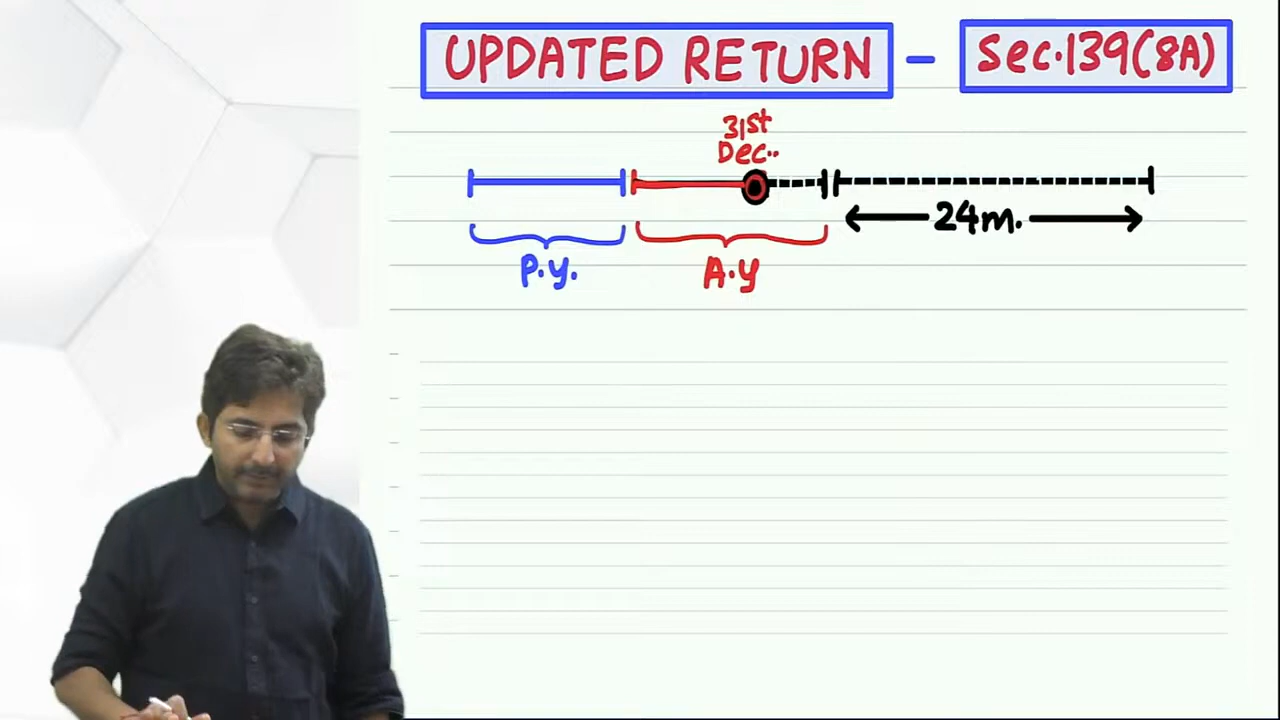 UPDATED RETURN - Sec.139(8A)
31st
Dec..
24m.
P.y.
A.y